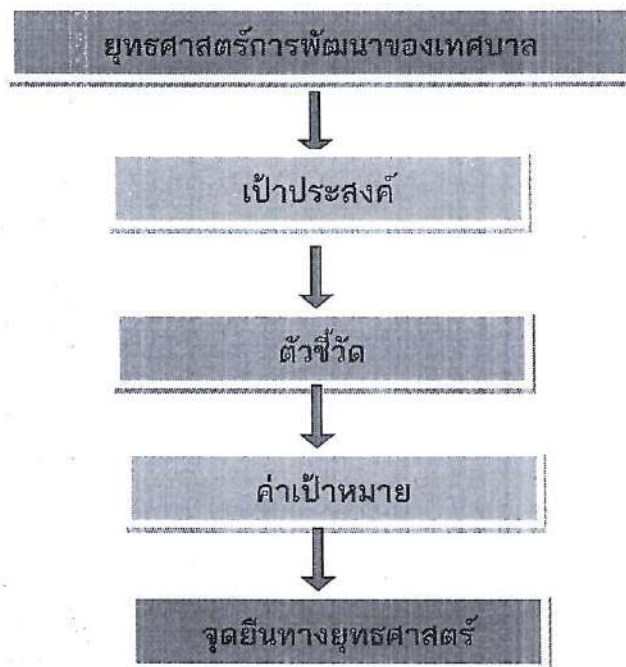 ยุทธศาสตร์การพัฒนาของเทศบาล
เป้าประสงค์
ตัวชี้วัด
ค่าเป้าหมาย
จุดยืนทางยุทธศาสตร์